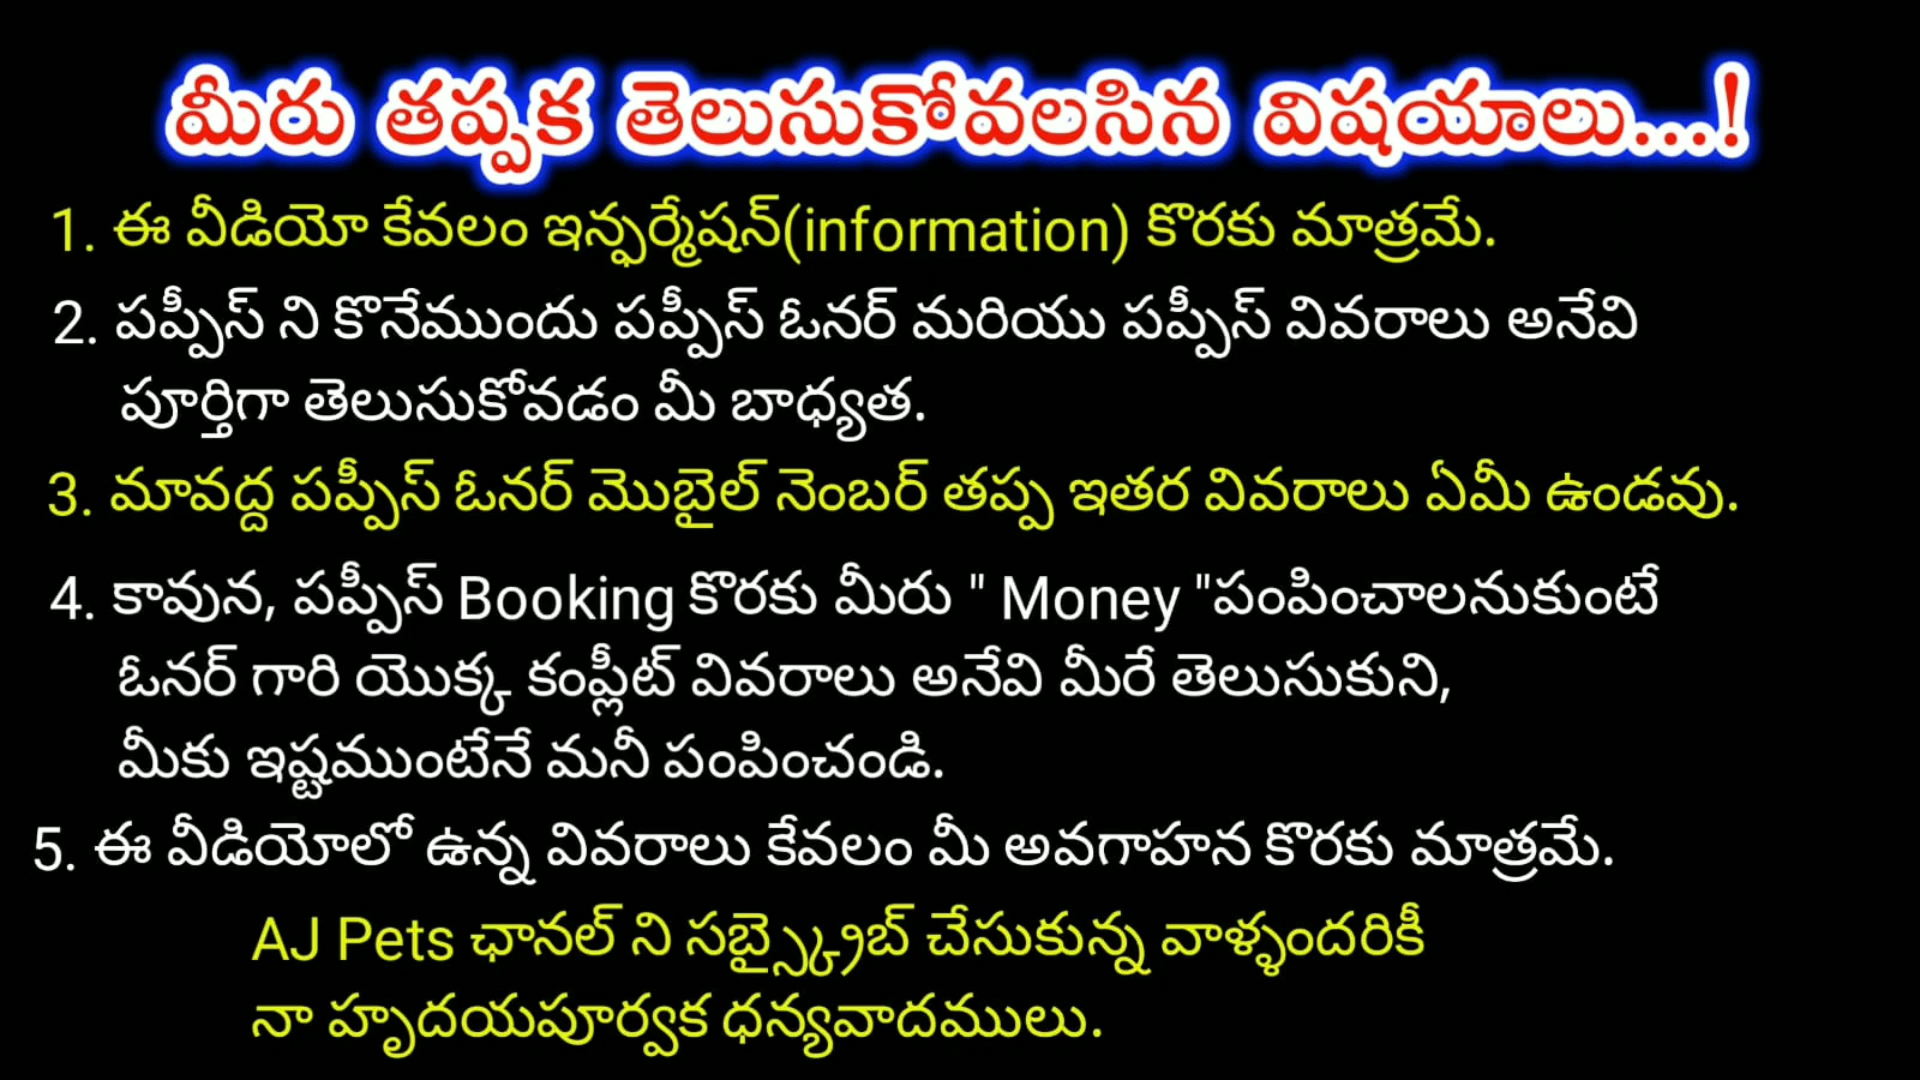 మీరు తప్పక తెలుసుకోవలసిన విషయాలు...!
1. ఈ వీడియో కేవలం ఇన్ఫర్మేషన్(information) కొరకు మాత్రమే.
2. పప్పీస్ ని కొనేముందు పప్పీస్ ఓనర్ మరియు పప్పీస్ వివరాలు అనేవి
పూర్తిగా తెలుసుకోవడం మీ బాధ్యత.
3. మావద్ద పప్పీస్ ఓనర్ మొబైల్ నెంబర్ తప్ప ఇతర వివరాలు ఏమీ ఉండవు.
4. కావున, పప్పీస్ Booking కొరకు మీరు " Money "పంపించాలనుకుంటే
ఓనర్ గారి యొక్క కంప్లీట్ వివరాలు అనేవి మీరే తెలుసుకుని,
మీకు ఇష్టముంటేనే మనీ పంపించండి.
5. ఈ వీడియోలో ఉన్న వివరాలు కేవలం మీ అవగాహన కొరకు మాత్రమే.
AJ Pets ఛానల్ ని సబ్స్క్రైబ్ చేసుకున్న వాళ్ళందరికీ
నా హృదయపూర్వక ధన్యవాదములు.